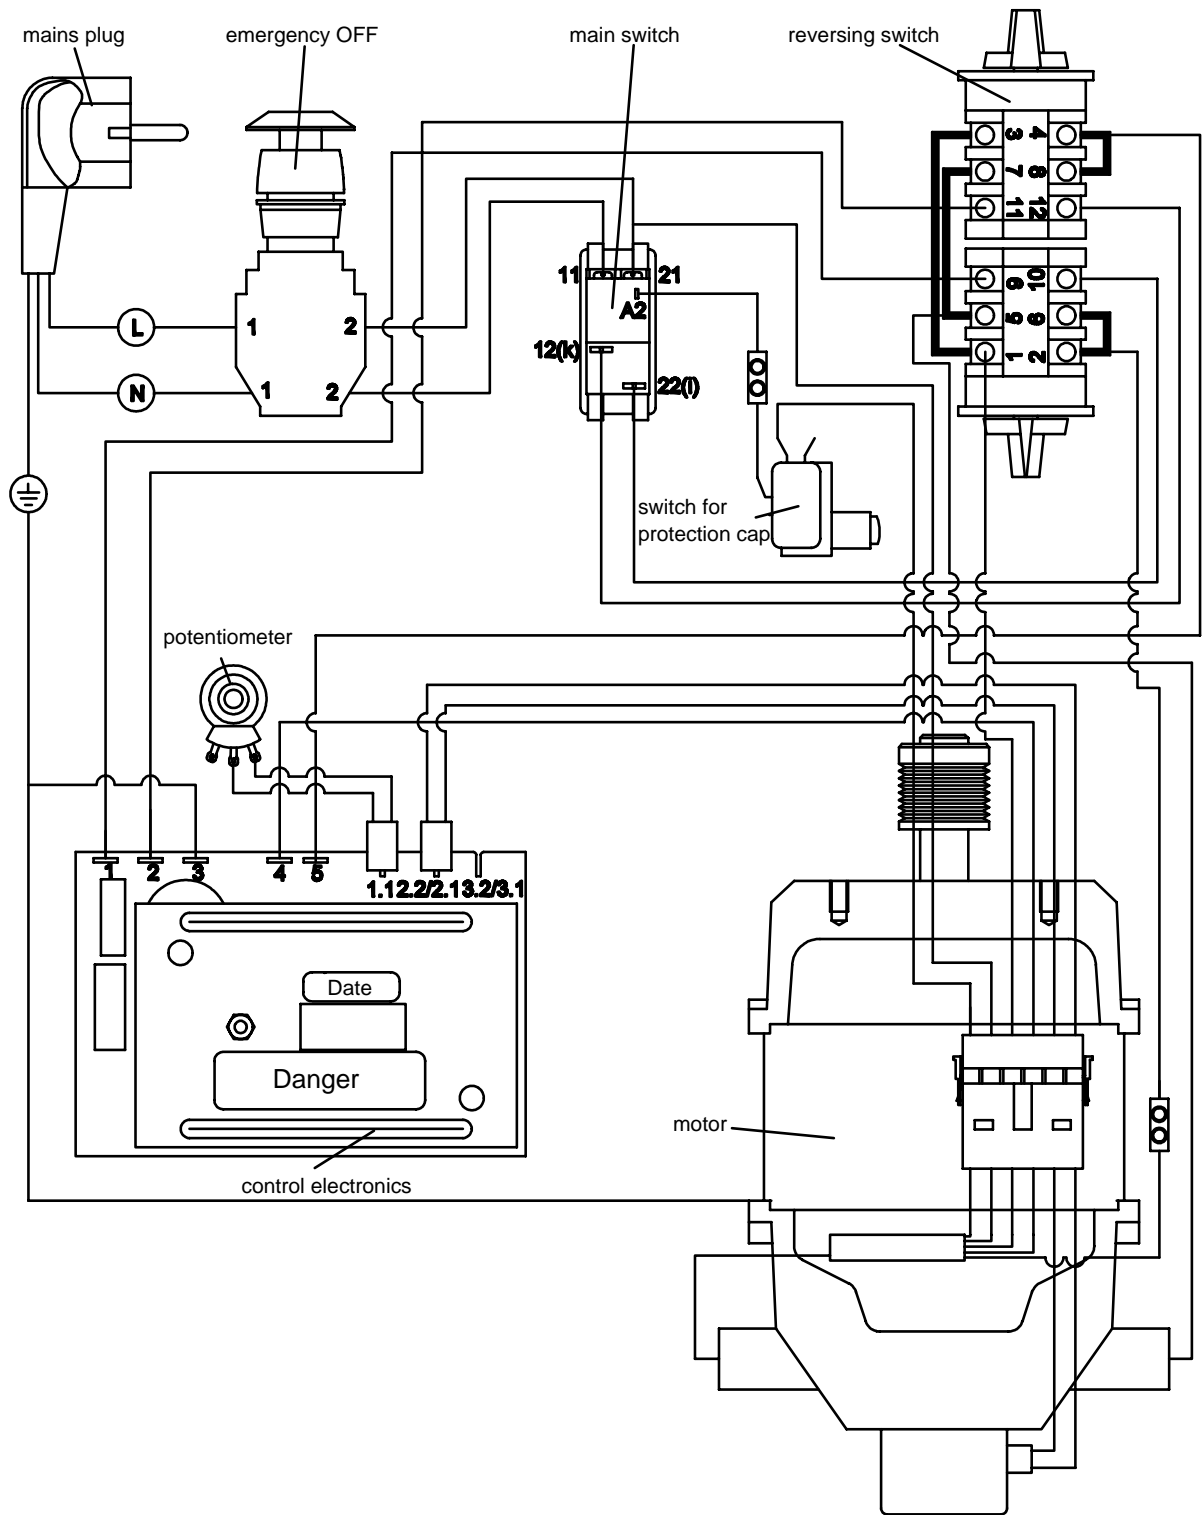 mains plug
emergency OFF
main switch
reversing switch
3 4
7 8
11 12
11 21
A2
9 10
L 1 2
5 6
12(k)
1 2
22(l)
N 1 2
switch for
protection cap
potentiometer
1 2 3 4 5
1.1 2.2/2.1 3.2/3.1
Date
Danger
motor
control electronics